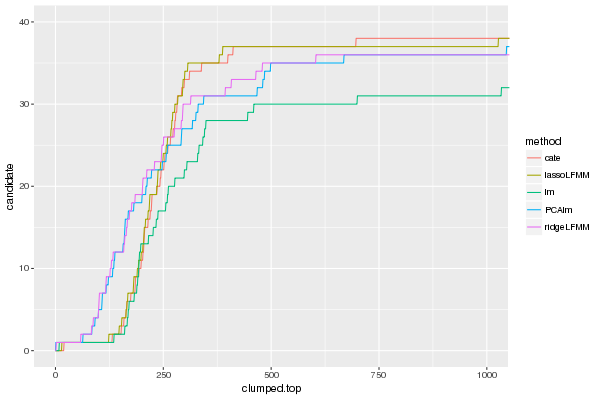 40
30
20
10
0
candidate
0
250
500
750
1000
clumped.top
method
cate
lassoLFMM
lm
PCAlm
ridgeLFMM